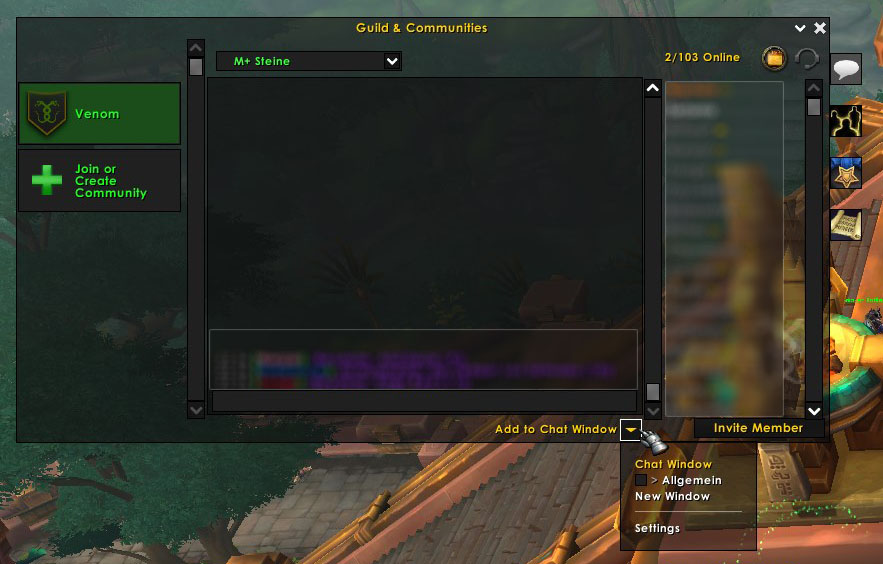 Guild & Communities
M+ Steine
2/103 Online
Venom
Join or
Create
Community
Add to Chat Window
Invite Member
Chat Window
> Allgemein
New Window
Settings